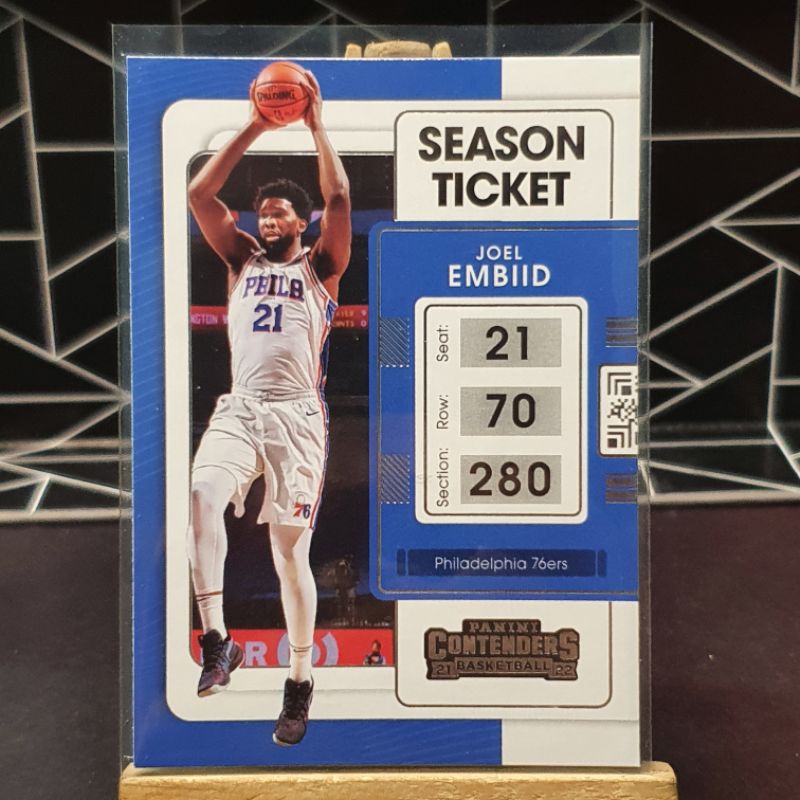 SPALDING
SEASON
TICKET
JOEL
EMBIID
PHILA
21
Seat: 21
Row: 70
Section: 280
76
Philadelphia 76ers
PANINI
CONTENDERS
21 BASKETBALL 22